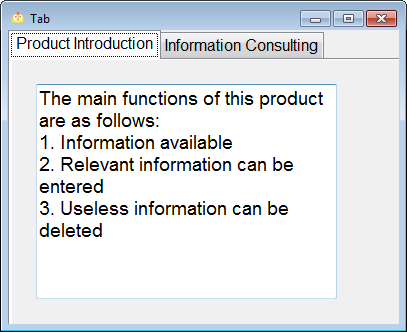 Tab
Product Introduction Information Consulting
The main functions of this product
are as follows:
1. Information available
2. Relevant information can be
entered
3. Useless information can be
deleted